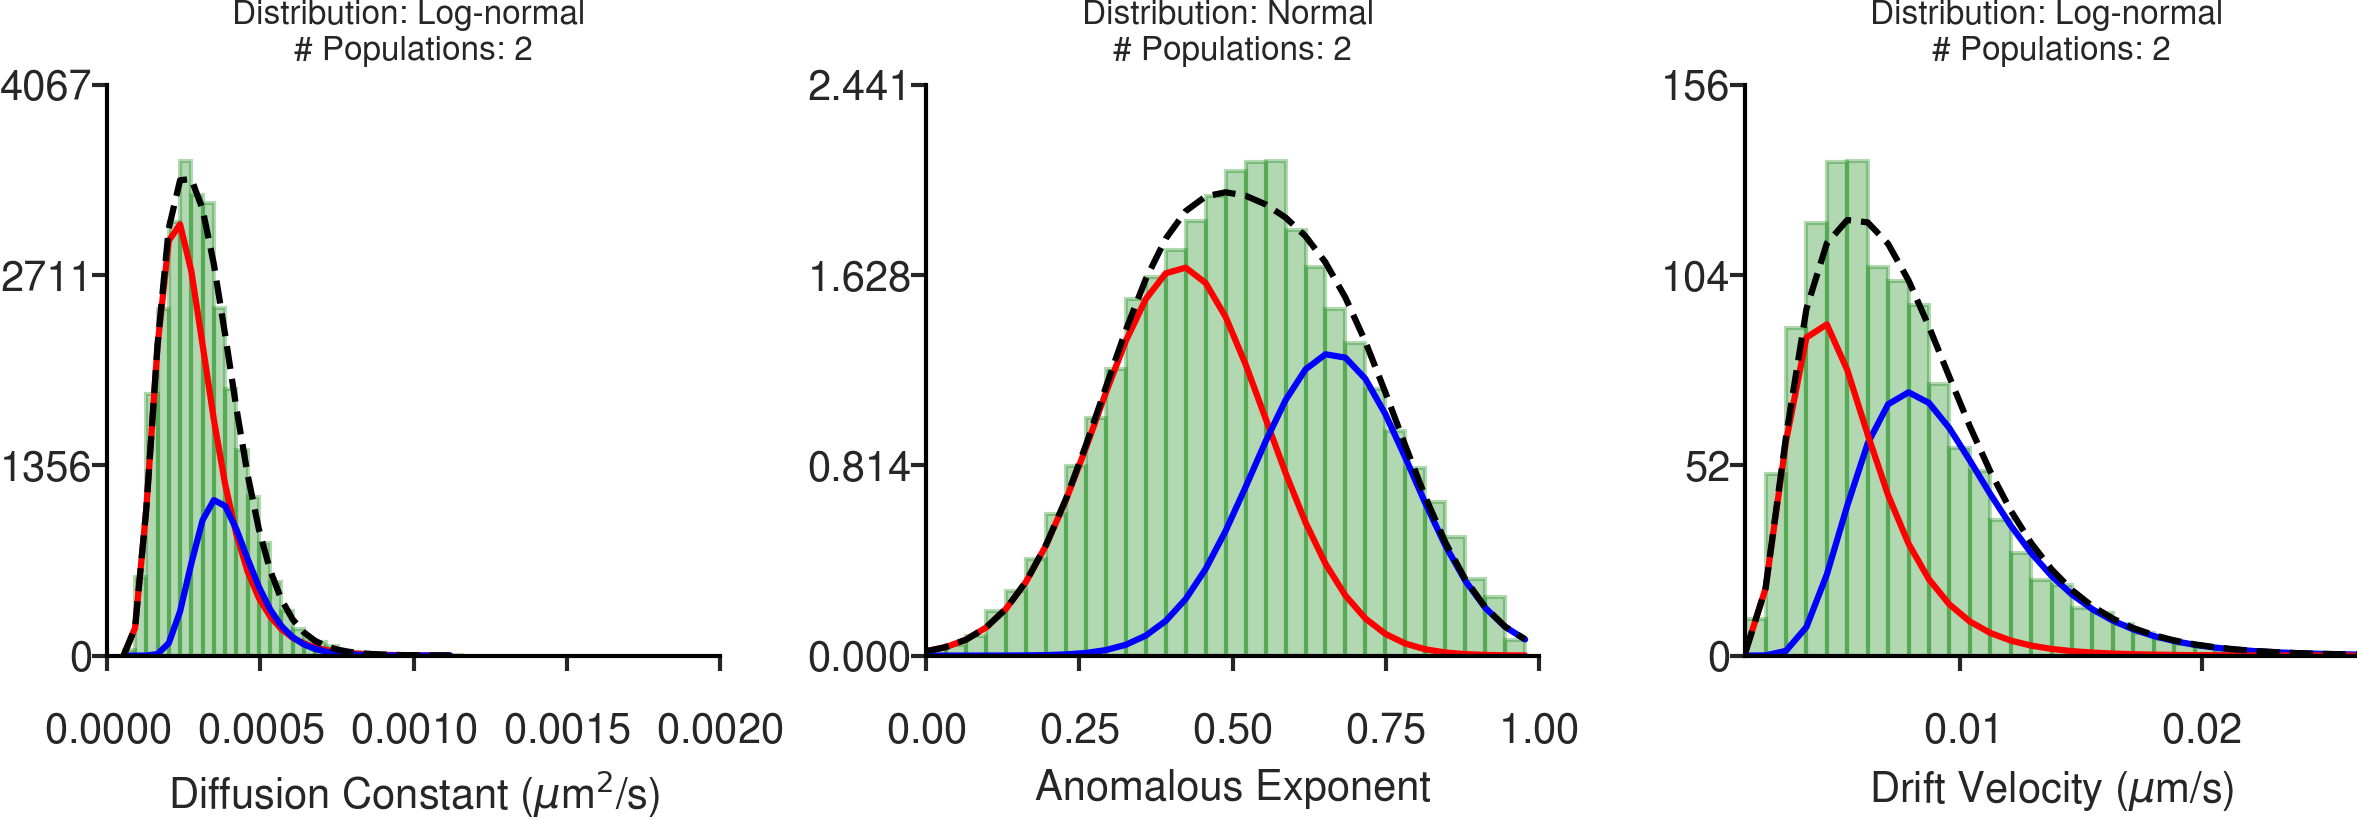 Distribution: Log-normal
# Populations: 2
4067
2711
1356
0
0.0000 0.0005 0.0010 0.0015 0.0020
Diffusion Constant (μm²/s)
Distribution: Normal
# Populations: 2
2.441
1.628
0.814
0.000
0.00 0.25 0.50 0.75 1.00
Anomalous Exponent
Distribution: Log-normal
# Populations: 2
156
104
52
0
0.01 0.02
Drift Velocity (μm/s)